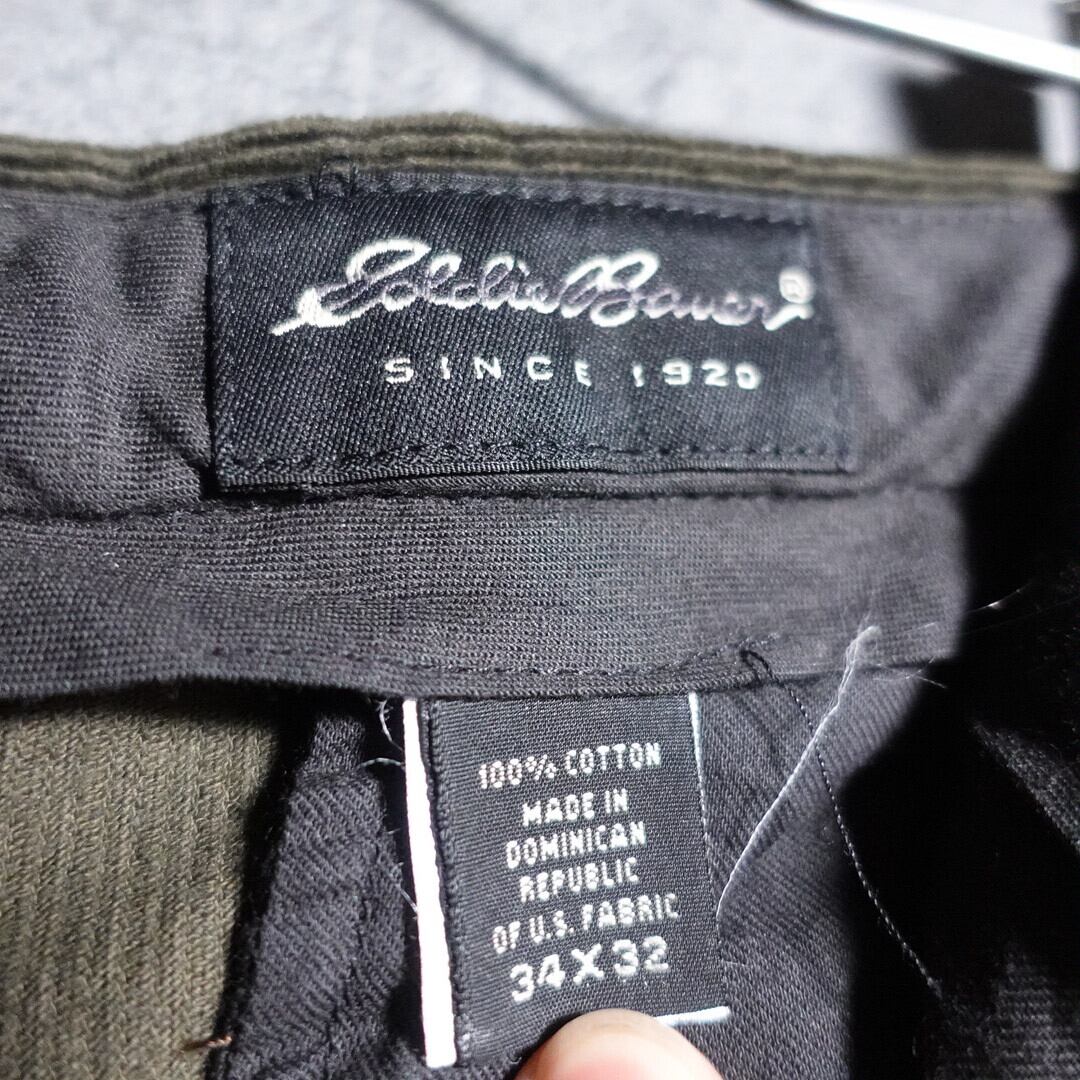 Eddie Bauer®
SINCE 1920
100% COTTON
MADE IN
DOMINICAN
REPUBLIC
OF U.S. FABRIC
34X32